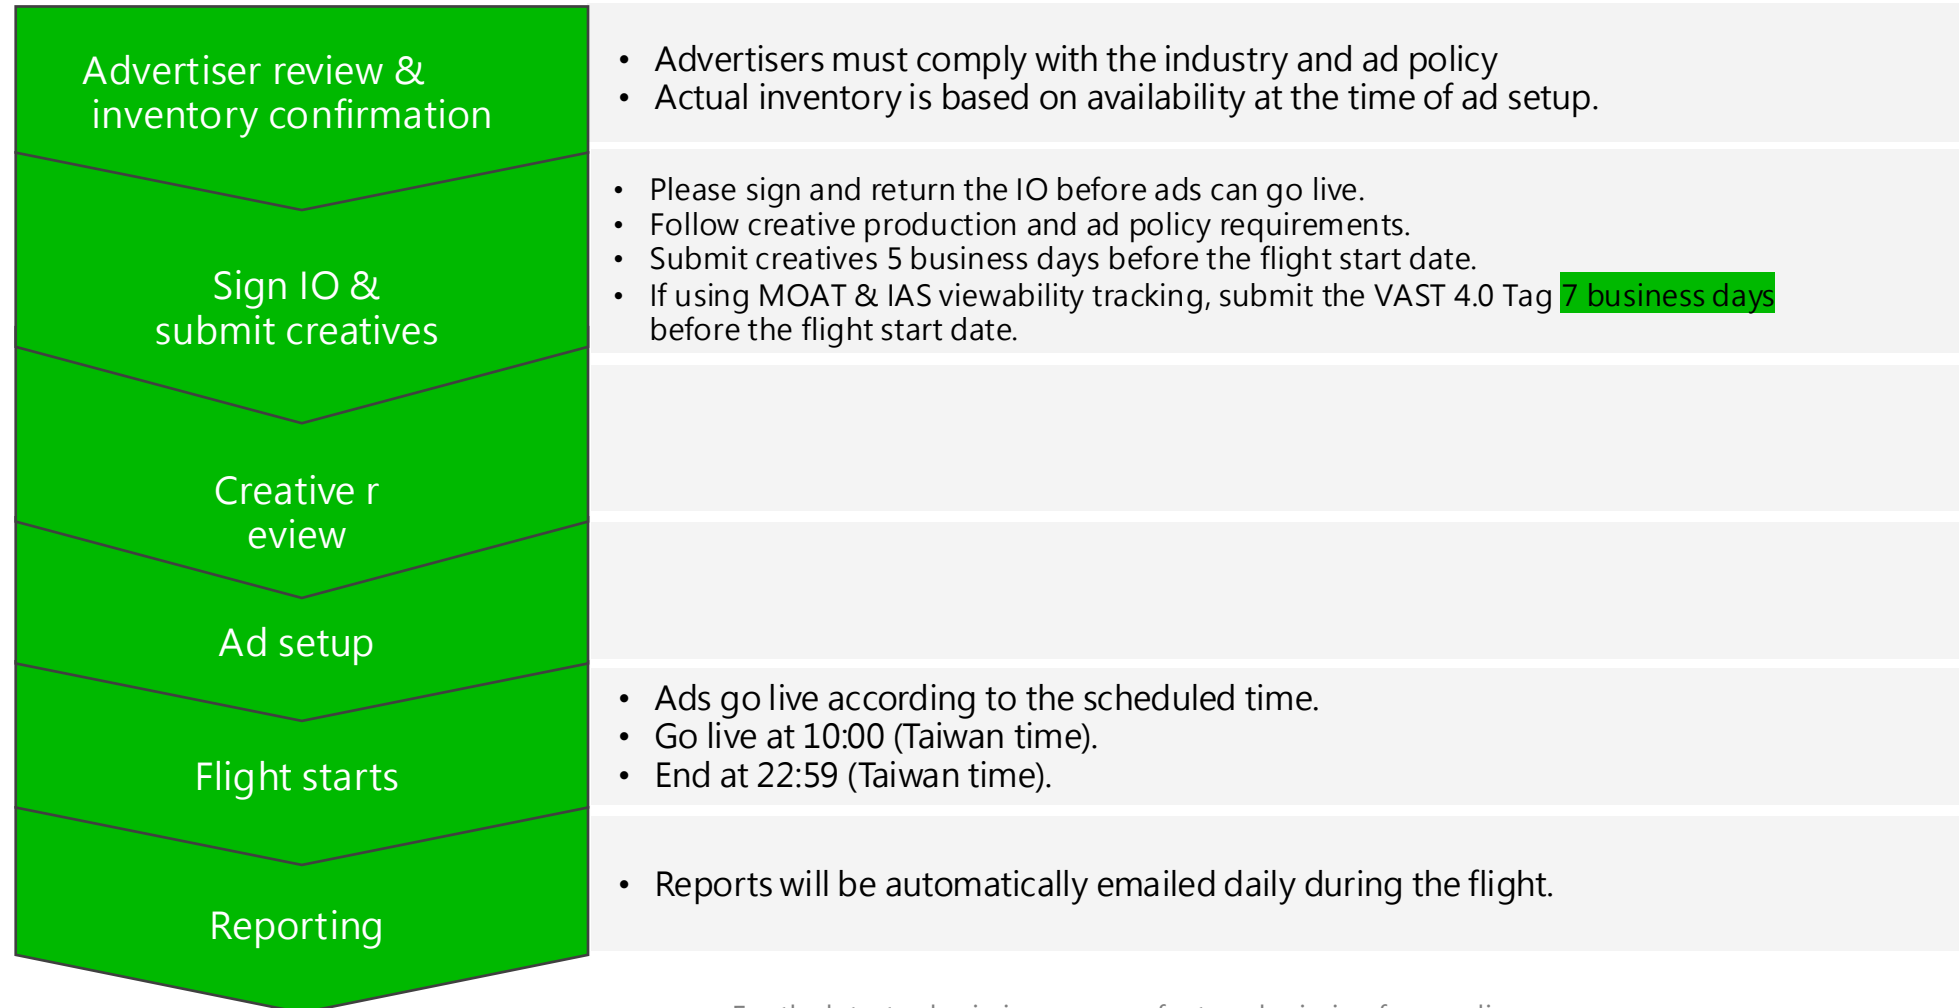 Advertiser review &
inventory confirmation
• Advertisers must comply with the industry and ad policy
• Actual inventory is based on availability at the time of ad setup.
Sign IO &
submit creatives
• Please sign and return the IO before ads can go live.
• Follow creative production and ad policy requirements.
• Submit creatives 5 business days before the flight start date.
• If using MOAT & IAS viewability tracking, submit the VAST 4.0 Tag 7 business days
before the flight start date.
Creative r
eview
Ad setup
Flight starts
• Ads go live according to the scheduled time.
• Go live at 10:00 (Taiwan time).
• End at 22:59 (Taiwan time).
Reporting
• Reports will be automatically emailed daily during the flight.